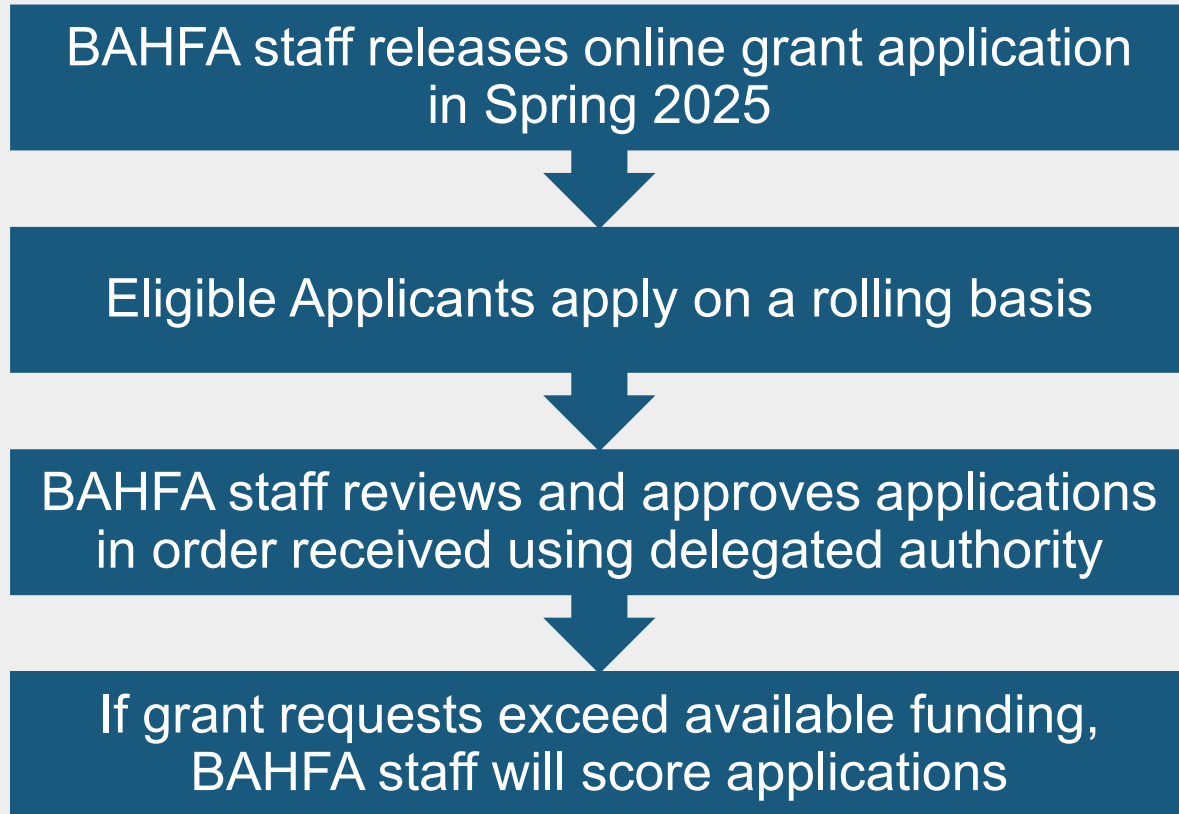 BAHFA staff releases online grant application
in Spring 2025
Eligible Applicants apply on a rolling basis
BAHFA staff reviews and approves applications
in order received using delegated authority
If grant requests exceed available funding,
BAHFA staff will score applications